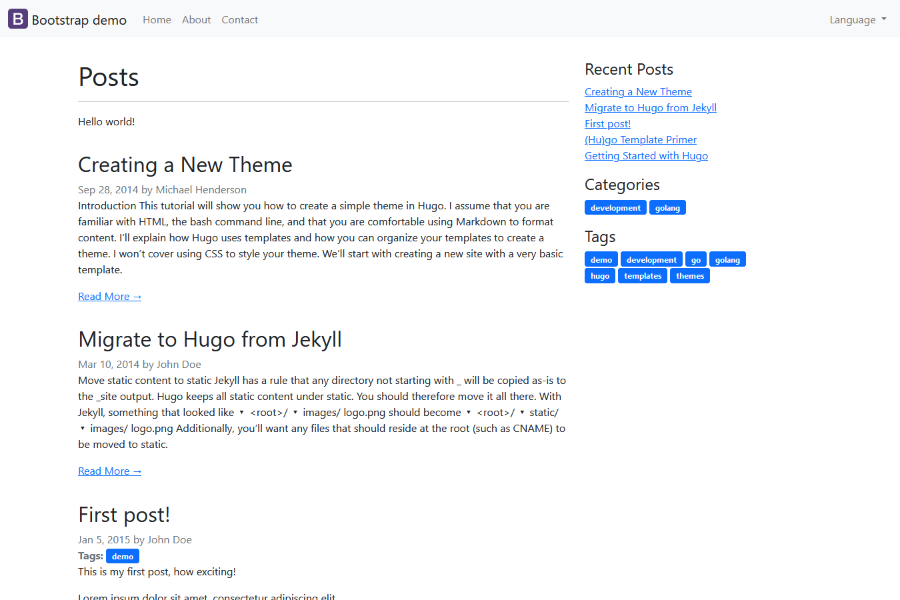 B Bootstrap demo Home About Contact Language
Posts
Hello world!
Creating a New Theme
Sep 28, 2014 by Michael Henderson
Introduction This tutorial will show you how to create a simple theme in Hugo. I assume that you are
familiar with HTML, the bash command line, and that you are comfortable using Markdown to format
content. I'll explain how Hugo uses templates and how you can organize your templates to create a
theme. I won't cover using CSS to style your theme. We'll start with creating a new site with a very basic
template.
Read More →
Migrate to Hugo from Jekyll
Mar 10, 2014 by John Doe
Move static content to static Jekyll has a rule that any directory not starting with _ will be copied as-is to
the _site output. Hugo keeps all static content under static. You should therefore move it all there. With
Jekyll, something that looked like ▾ <root>/ ▾ images/ logo.png should become ▾ <root>/ ▾ static/
▾ images/ logo.png Additionally, you'll want any files that should reside at the root (such as CNAME) to
be moved to static.
Read More →
First post!
Jan 5, 2015 by John Doe
Tags: demo
This is my first post, how exciting!
Lorem ipsum dolor sit amet, consectetur adipiscing elit.
Recent Posts
Creating a New Theme
Migrate to Hugo from Jekyll
First post!
(Hu)go Template Primer
Getting Started with Hugo
Categories
development golang
Tags
demo development go golang
hugo templates themes